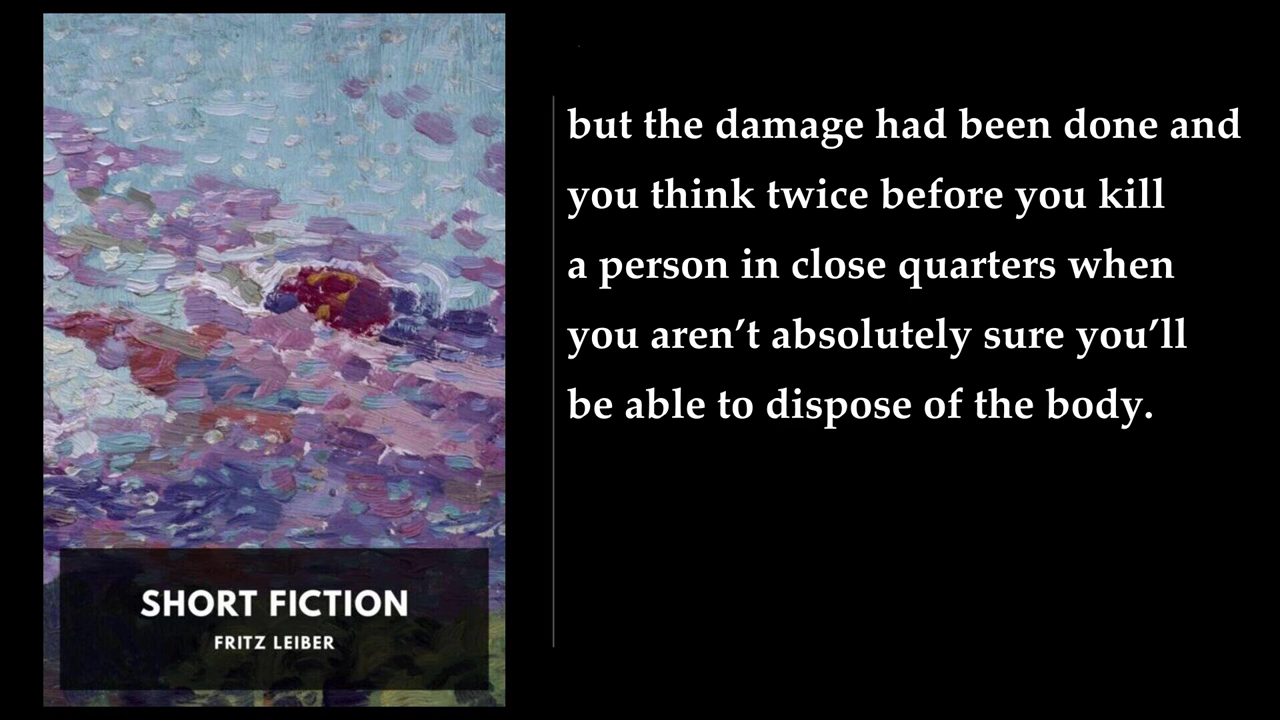 but the damage had been done and
you think twice before you kill
a person in close quarters when
you aren’t absolutely sure you’ll
be able to dispose of the body.
SHORT FICTION
FRITZ LEIBER